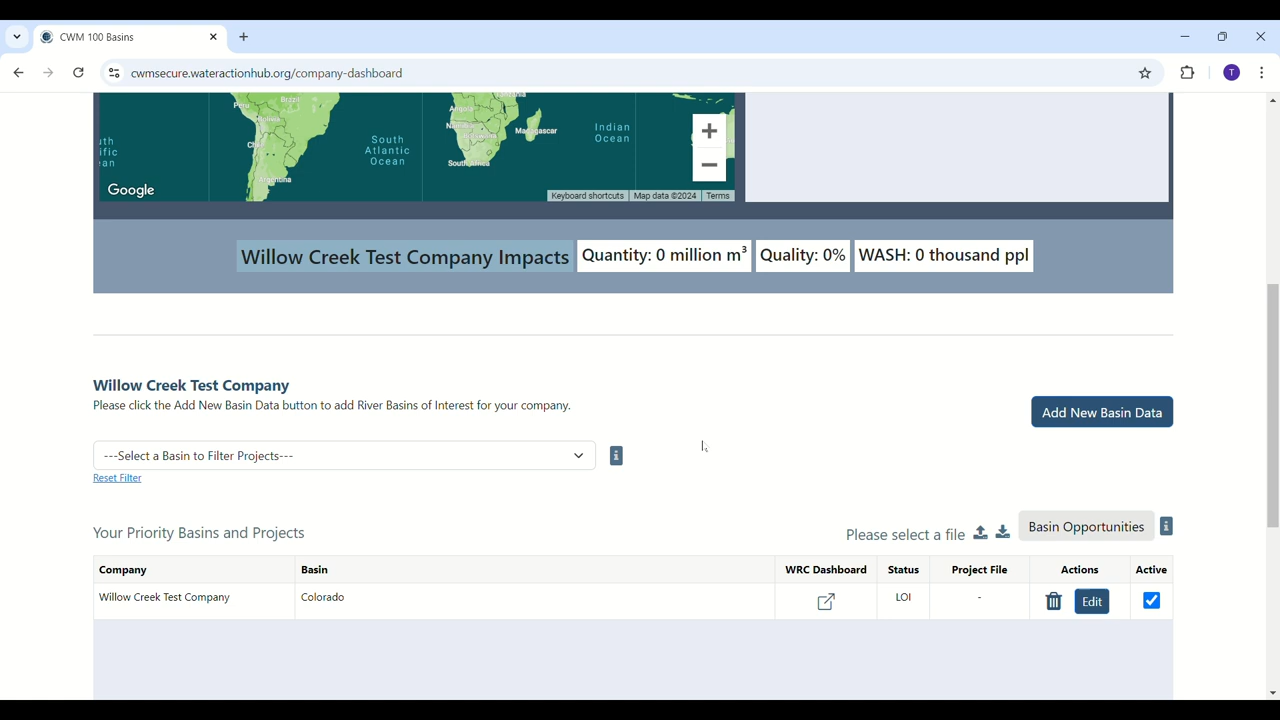 CWM 100 Basins
cwmsecure.wateractionhub.org/company-dashboard
T
Peru
Brazil
Bolivia
Argentina
South
Atlantic
Ocean
Angola
Namibia
Botswana
Madagascar
South Africa
Indian
Ocean
Google
Keyboard shortcuts
Map data ©2024
Terms
Willow Creek Test Company Impacts
Quantity: 0 million m³
Quality: 0%
WASH: 0 thousand ppl
Willow Creek Test Company
Please click the Add New Basin Data button to add River Basins of Interest for your company.
Add New Basin Data
---Select a Basin to Filter Projects---
i
Reset Filter
Your Priority Basins and Projects
Please select a file
Basin Opportunities
i
Company Basin WRC Dashboard Status Project File Actions Active
Willow Creek Test Company Colorado LOI - Edit